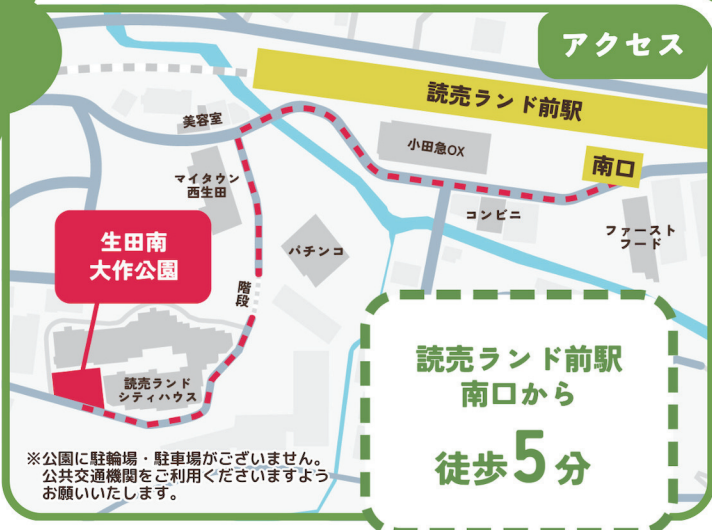 アクセス
読売ランド前駅
美容室
小田急OX
南口
マイタウン
西生田
コンビニ
ファースト
フード
生田南
大作公園
パチンコ
階段
読売ランド
シティハウス
読売ランド前駅
南口から
徒歩5分
※公園に駐輪場・駐車場がございません。
公共交通機関をご利用くださいますよう
お願いいたします。